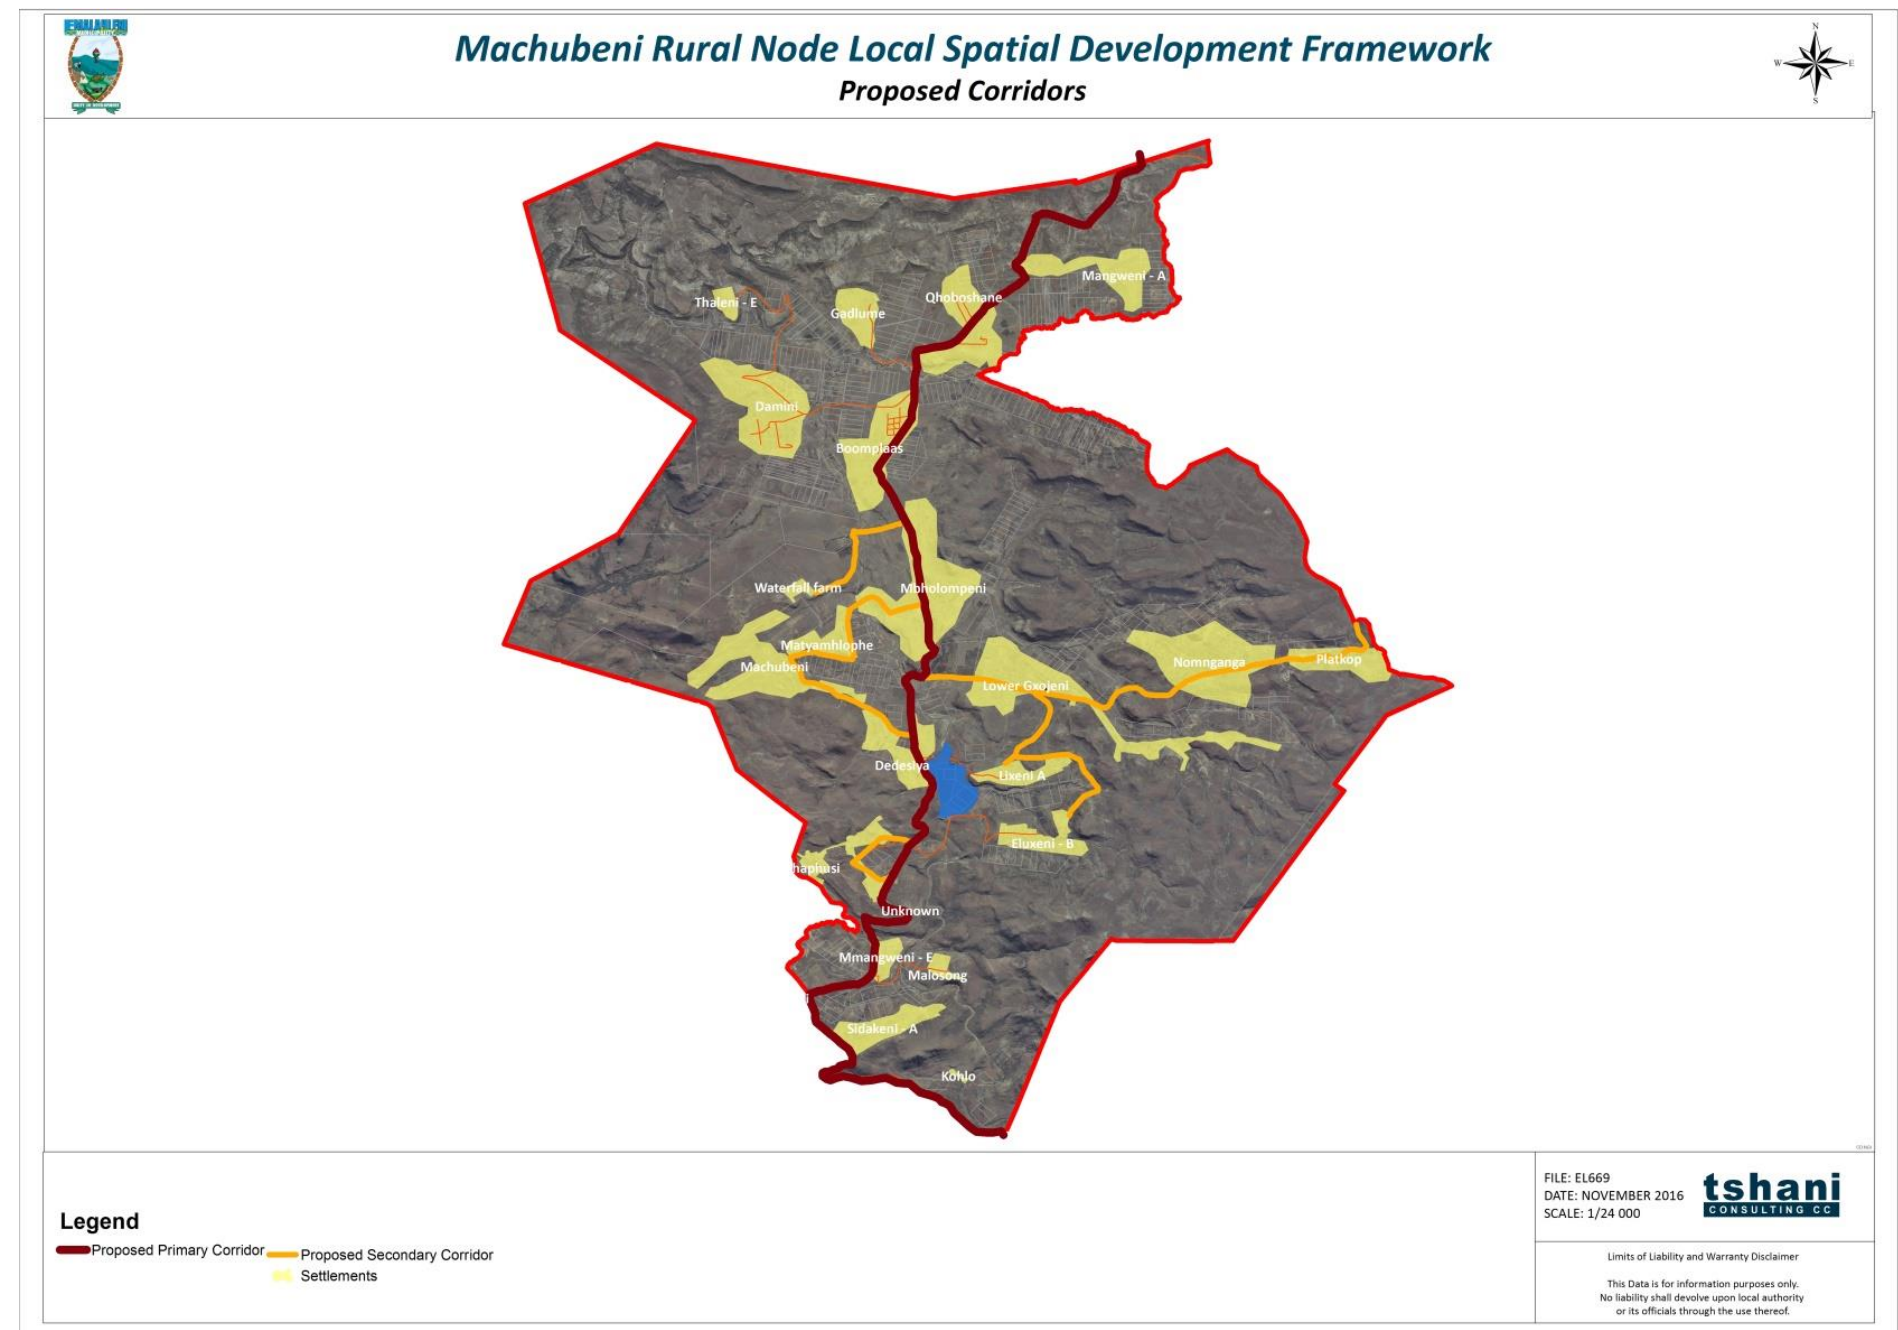 Machubeni Rural Node Local Spatial Development Framework
Proposed Corridors
N
W
E
S
Mangweni - A
Qhoboshane
Thaleni - E
Gadlume
Damini
Boomplaas
Waterfall farm
Mbholompeni
Matyamhlophe
Machubeni
Nomnganga
Platkop
Lower Gxojeni
Dedesiya
Lixeni A
Eluxeni - B
haphusi
Unknown
Mmangweni - E
Malosong
i
Sidakeni - A
Kohlo
Legend
Proposed Primary Corridor
Proposed Secondary Corridor
Settlements
FILE: EL669
DATE: NOVEMBER 2016
SCALE: 1/24 000
tshani
CONSULTING CC
Limits of Liability and Warranty Disclaimer
This Data is for information purposes only.
No liability shall devolve upon local authority
or its officials through the use thereof.